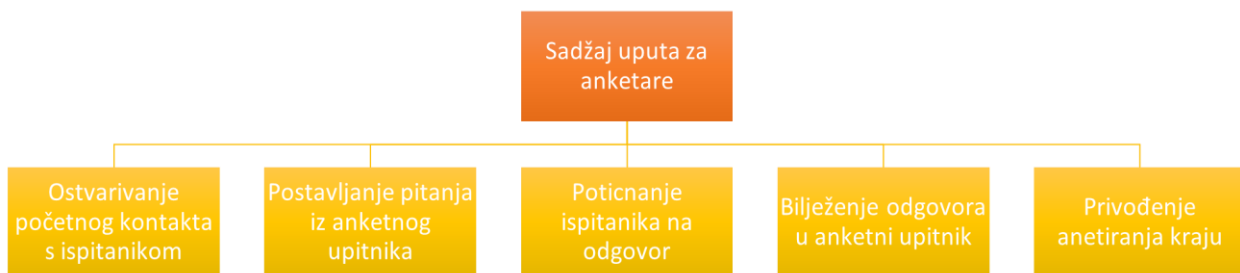 Sadžaj uputa za
anketare
Ostvarivanje
početnog kontakta
s ispitanikom
Postavljanje pitanja
iz anketnog
upitnika
Poticnanje
ispitanika na
odgovor
Bilježenje odgovora
u anketni upitnik
Privođenje
anetiranja kraju